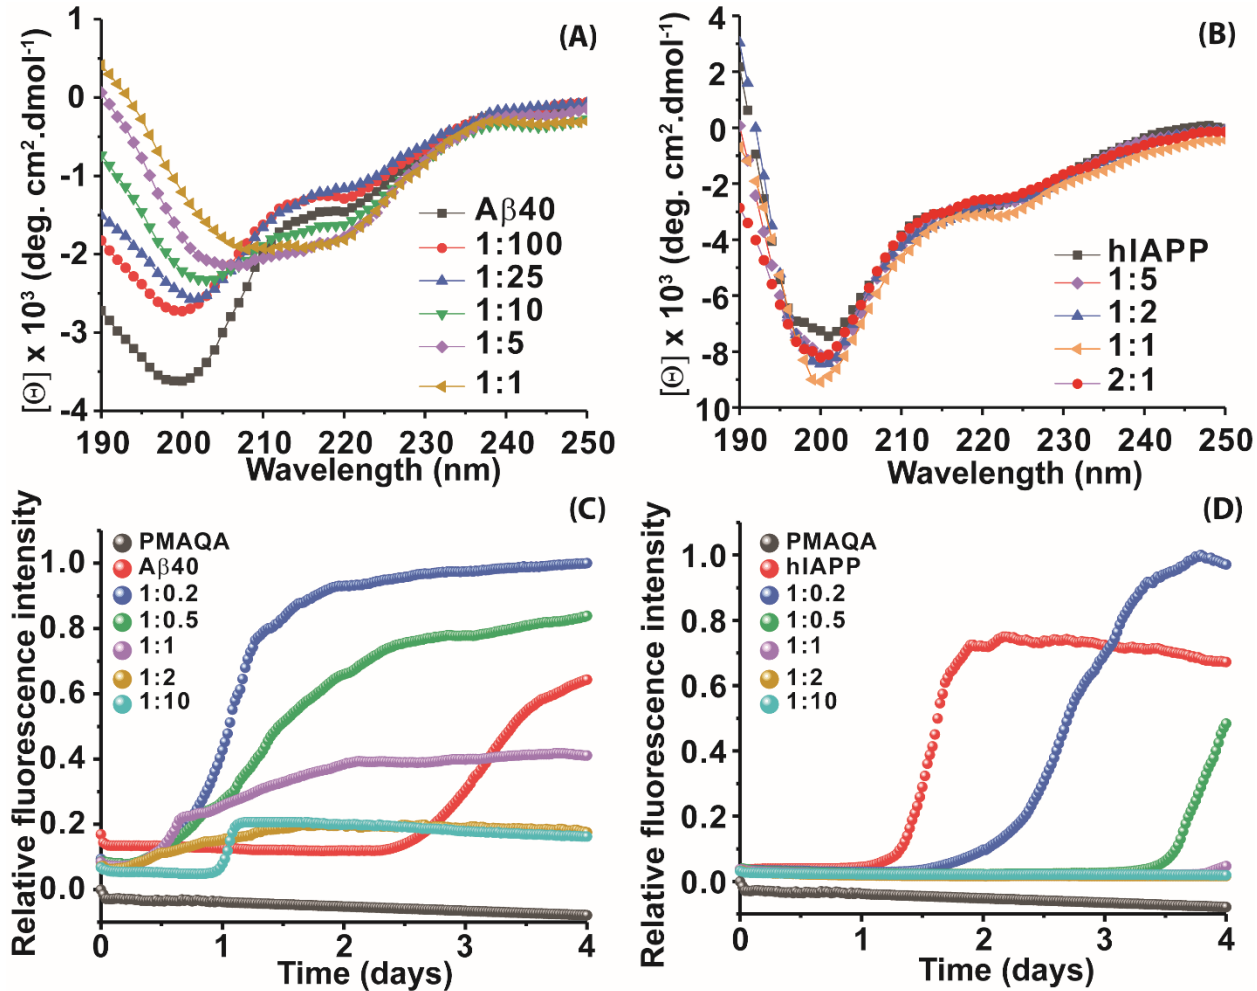 (A)
[Θ] x 10³ (deg. cm².dmol⁻¹)
1
0
-1
-2
-3
-4
190 200 210 220 230 240 250
Wavelength (nm)
Aβ40
1:100
1:25
1:10
1:5
1:1
(B)
[Θ] x 10³ (deg. cm².dmol⁻¹)
4
2
0
-2
-4
-6
-8
10
190 200 210 220 230 240 250
Wavelength (nm)
hIAPP
1:5
1:2
1:1
2:1
(C)
Relative fluorescence intensity
PMAQA
Aβ40
1:0.2
1:0.5
1:1
1:2
1:10
1.0
0.8
0.6
0.4
0.2
0.0
0 1 2 3 4
Time (days)
(D)
Relative fluorescence intensity
PMAQA
hIAPP
1:0.2
1:0.5
1:1
1:2
1:10
1.0
0.8
0.6
0.4
0.2
0.0
0 1 2 3 4
Time (days)